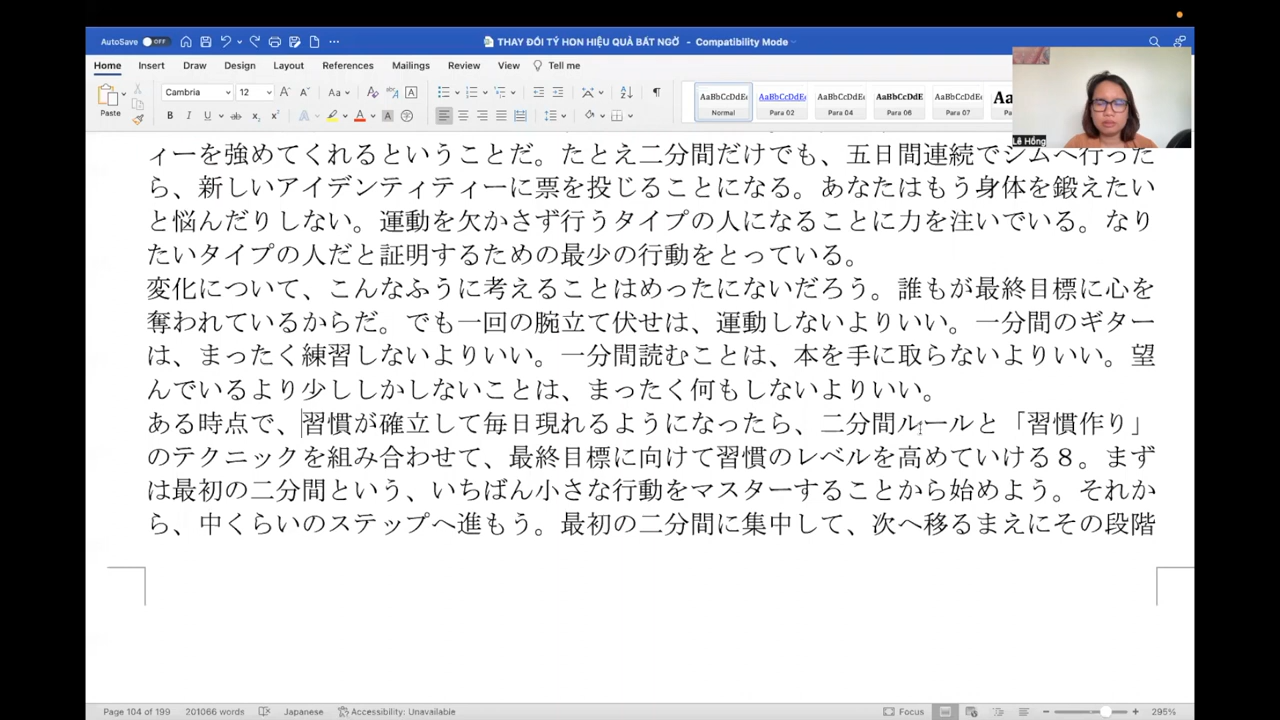 AutoSave OFF
THAY ĐỔI TÝ HON HIỆU QUẢ BẤT NGỜ - Compatibility Mode
Home Insert Draw Design Layout References Mailings Review View Tell me
Paste Cambria 12 Aa
AaBbCcDdEe AaBbCcDdEe AaBbCcDdEe AaBbCcDdE AaBbCcDdEe
Normal Para 02 Para 04 Para 06 Para 07
Lê Hồng
ィーを強めてくれるということだ。たとえ二分間だけでも、五日間連続でジムへ行った
ら、新しいアイデンティティーに票を投じることになる。あなたはもう身体を鍛えたい
と悩んだりしない。運動を欠かさず行うタイプの人になることに力を注いでいる。なり
たいタイプの人だと証明するための最少の行動をとっている。
変化について、こんなふうに考えることはめったにないだろう。誰もが最終目標に心を
奪われているからだ。でも一回の腕立て伏せは、運動しないよりいい。一分間のギター
は、まったく練習しないよりいい。一分間読むことは、本を手に取らないよりいい。望
んでいるより少ししかしないことは、まったく何もしないよりいい。
ある時点で、習慣が確立して毎日現れるようになったら、二分間ルールと「習慣作り」
のテクニックを組み合わせて、最終目標に向けて習慣のレベルを高めていける８。まず
は最初の二分間という、いちばん小さな行動をマスターすることから始めよう。それか
ら、中くらいのステップへ進もう。最初の二分間に集中して、次へ移るまえにその段階
Page 104 of 199 201066 words Japanese Accessibility: Unavailable Focus 295%